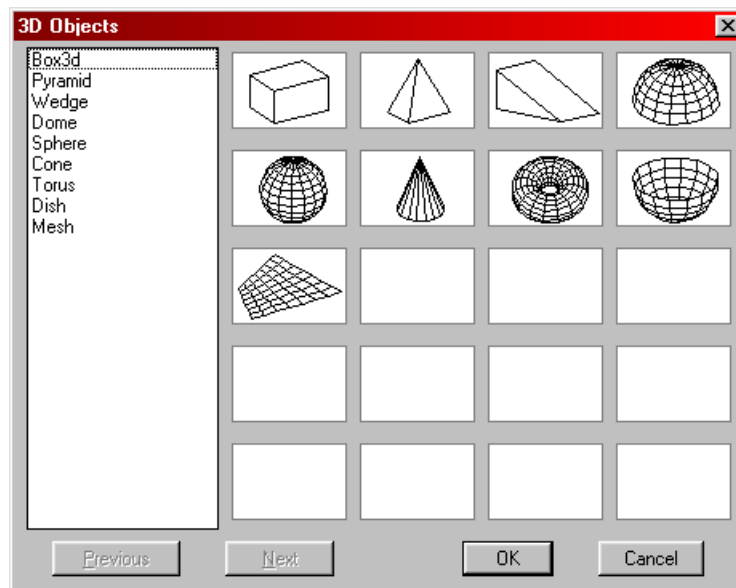 3D Objects
Box3d
Pyramid
Wedge
Dome
Sphere
Cone
Torus
Dish
Mesh
Previous
Next
OK
Cancel